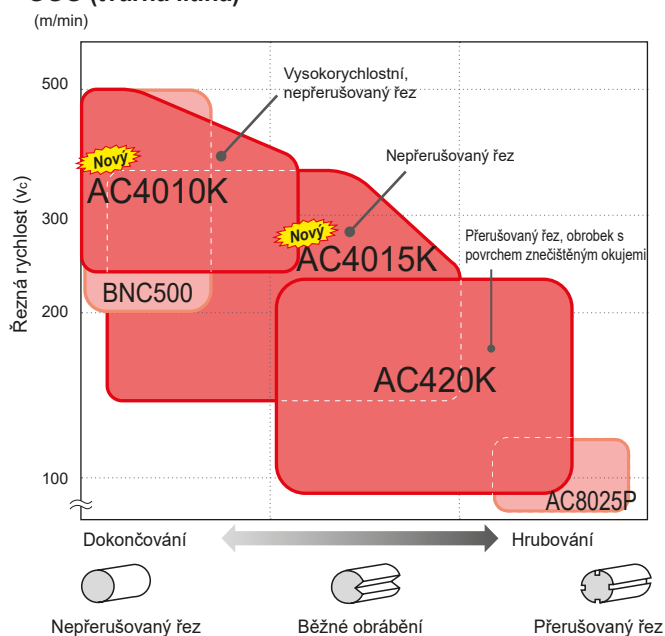 (m/min)
500
300
200
100
Řezná rychlost (vc)
Vysokorychlostní,
nepřerušovaný řez
Nový
AC4010K
Nepřerušovaný řez
Nový
AC4015K
Přerušovaný řez, obrobek s
povrchem znečištěným okujemi
BNC500
AC420K
AC8025P
Dokončování
Hrubování
Nepřerušovaný řez
Běžné obrábění
Přerušovaný řez